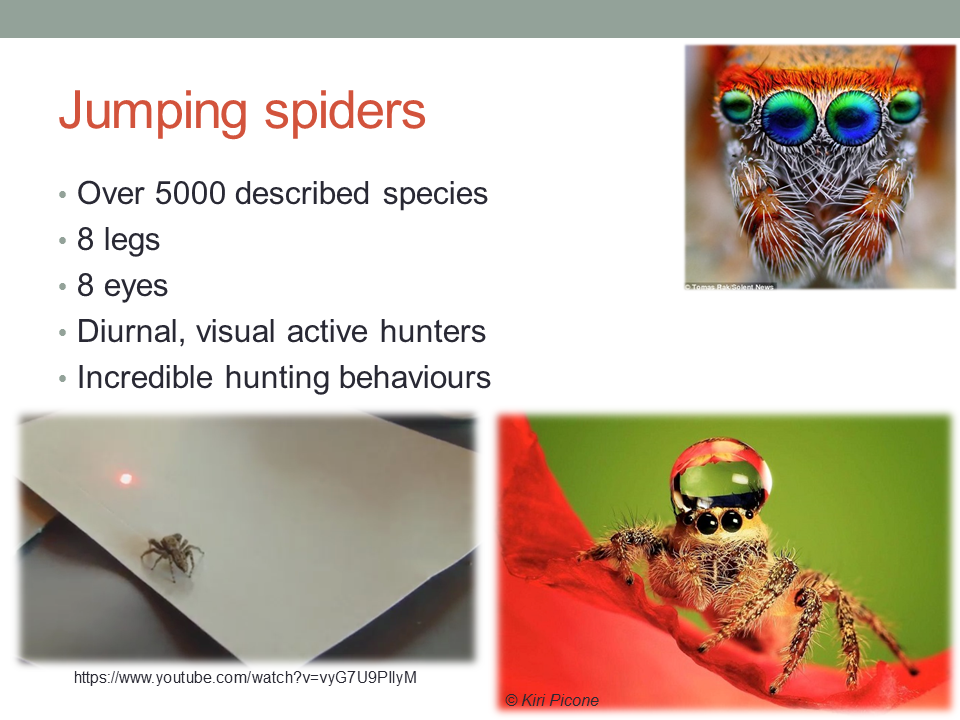 Jumping spiders
• Over 5000 described species
• 8 legs
• 8 eyes
• Diurnal, visual active hunters
• Incredible hunting behaviours
© Tomas Rak/Solent News
https://www.youtube.com/watch?v=vyG7U9PIlyM
© Kiri Picone